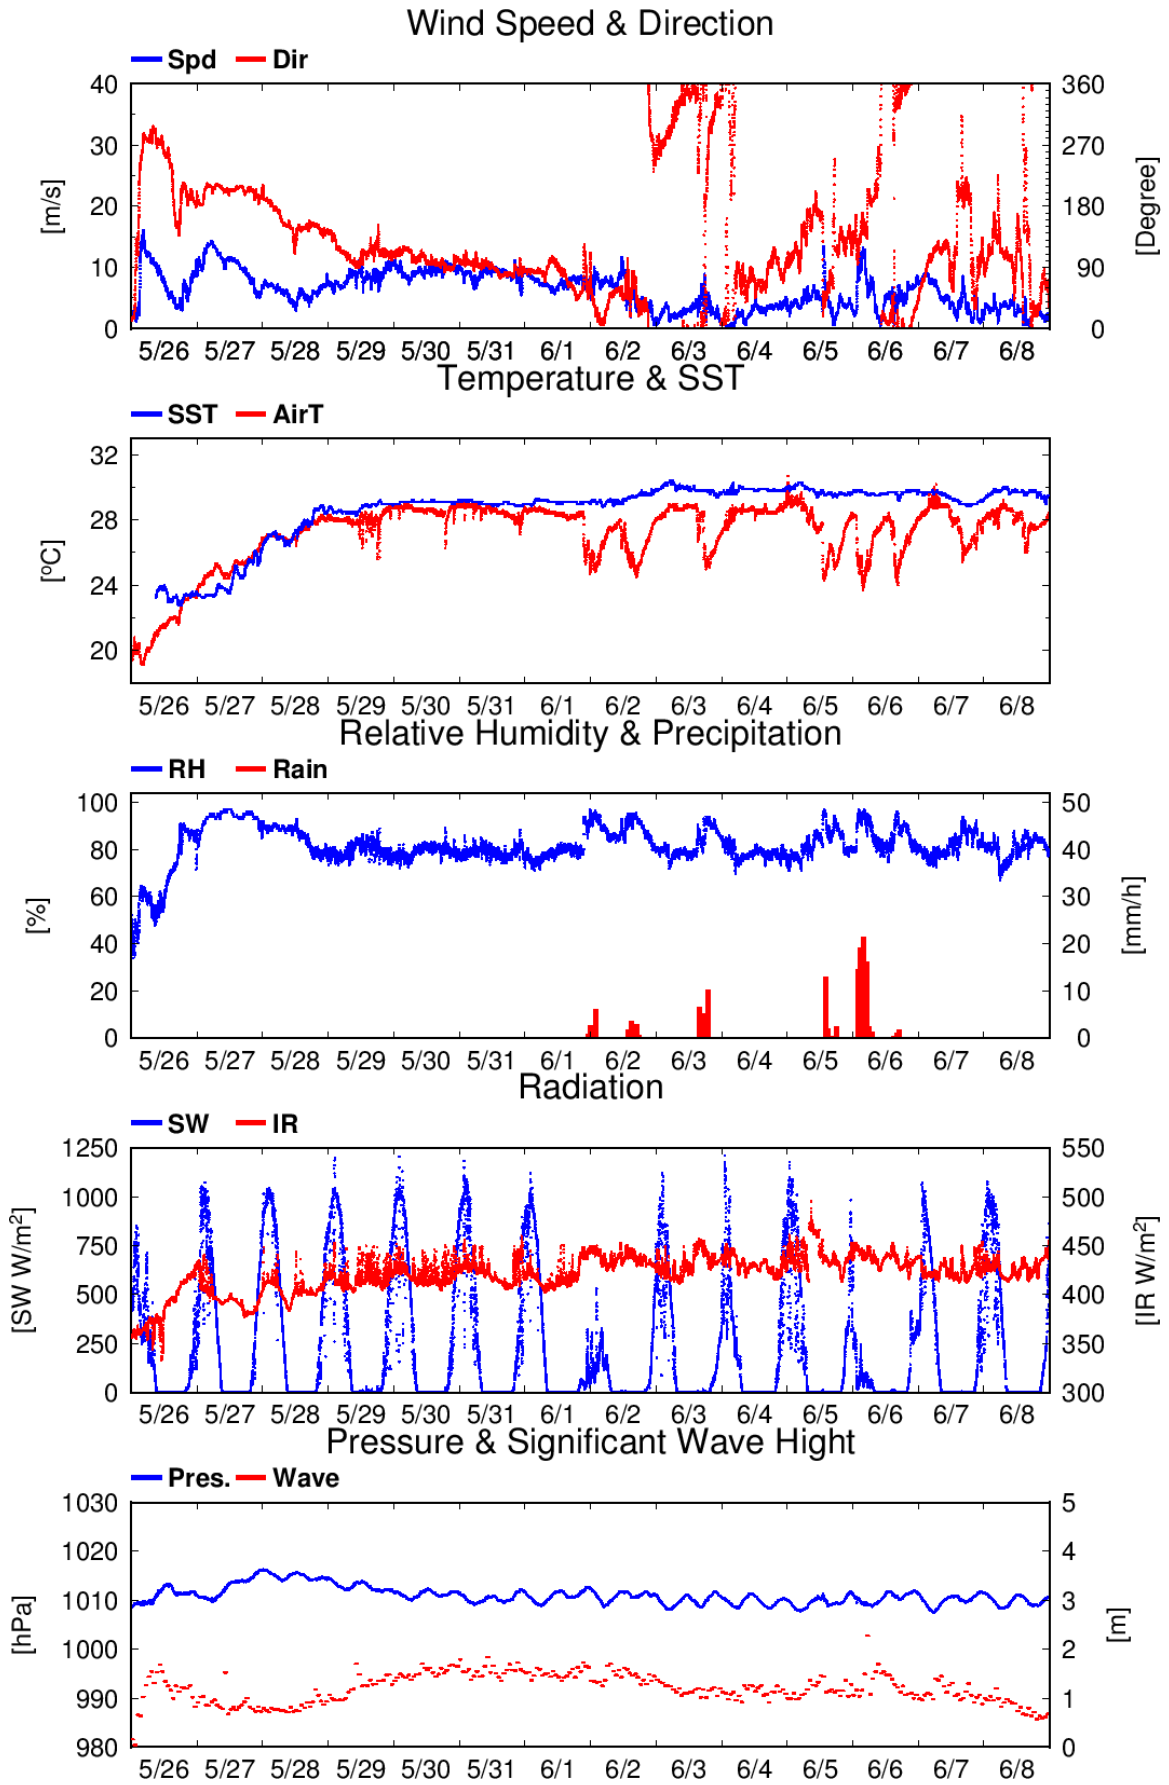 Wind Speed & Direction
Spd Dir
40 360
30 270
[m/s] [Degree]
20 180
10 90
0 0
5/26 5/27 5/28 5/29 5/30 5/31 6/1 6/2 6/3 6/4 6/5 6/6 6/7 6/8
Temperature & SST
SST AirT
32
28
[ºC]
24
20
5/26 5/27 5/28 5/29 5/30 5/31 6/1 6/2 6/3 6/4 6/5 6/6 6/7 6/8
Relative Humidity & Precipitation
RH Rain
100 50
80 40
60 30
[%] [mm/h]
40 20
20 10
0 0
5/26 5/27 5/28 5/29 5/30 5/31 6/1 6/2 6/3 6/4 6/5 6/6 6/7 6/8
Radiation
SW IR
1250 550
1000 500
750 450
[SW W/m²] [IR W/m²]
500 400
250 350
0 300
5/26 5/27 5/28 5/29 5/30 5/31 6/1 6/2 6/3 6/4 6/5 6/6 6/7 6/8
Pressure & Significant Wave Hight
Pres. Wave
1030 5
1020 4
1010 3
[hPa] [m]
1000 2
990 1
980 0
5/26 5/27 5/28 5/29 5/30 5/31 6/1 6/2 6/3 6/4 6/5 6/6 6/7 6/8